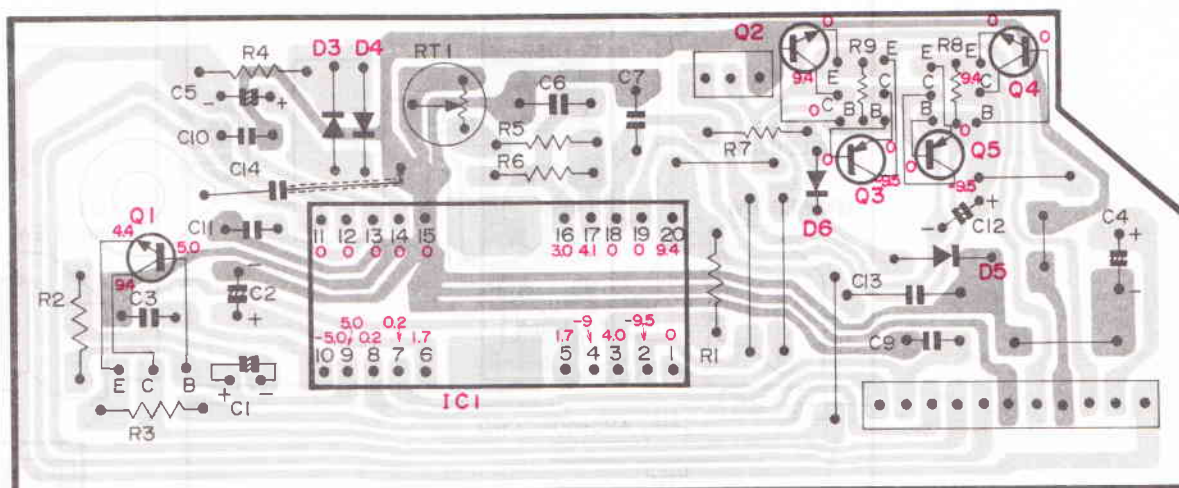 Q2 0 0
R4 D3 D4 RT1 R9 E E R8 E 0
C5 - + C6 C7 9.4 E C C 9.4 C Q4
C10 R5 0 C B B B B 0
R6 R7 0 0 Q5
C14 -9.5 -9.5
Q3
Q1 C11 11 12 13 14 15 16 17 18 19 20 D6 + - C12 C4 +
4.4 5.0 0 0 0 0 0 3.0 4.1 0 0 9.4
9.4 - D5
R2 C3 C2 C13 -
+ 5.0 0.2 -9 -9.5
-5.0 0.2 1.7 1.7 4.0 0
10 9 8 7 6 5 4 3 2 1 R1 C9
E C B + - C1
R3 IC1